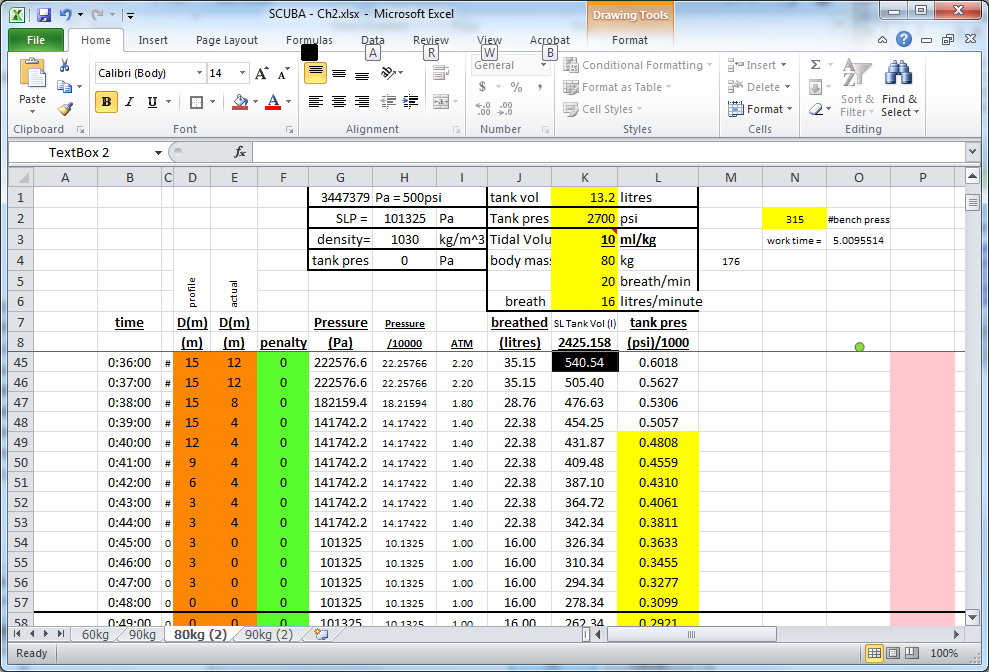 SCUBA - Ch2.xlsx - Microsoft Excel
Drawing Tools
File Home Insert Page Layout Formulas Data Review View Acrobat Format
A R W B
Calibri (Body) 14 General
Paste
B I U
$ % ,
Conditional Formatting
Format as Table
Cell Styles
Insert
Delete
Format
Σ
Sort & Filter
Find & Select
Clipboard Font Alignment Number Styles Cells Editing
TextBox 2 fx
A B C D E F G H I J K L M N O P
1 3447379 Pa = 500psi tank vol 13.2 litres
2 SLP = 101325 Pa Tank pres 2700 psi 315 #bench press
3 density= 1030 kg/m^3 Tidal Volu 10 ml/kg work time = 5.0095514
4 tank pres 0 Pa body mas 80 kg 176
5 20 breath/min
6 profile actual breath 16 litres/minute
7 time D(m) D(m) Pressure Pressure breathed SL Tank Vol (l) tank pres
8 (m) (m) penalty (Pa) /10000 ATM (litres) 2425.158 (psi)/1000
45 0:36:00 # 15 12 0 222576.6 22.25766 2.20 35.15 540.54 0.6018
46 0:37:00 # 15 12 0 222576.6 22.25766 2.20 35.15 505.40 0.5627
47 0:38:00 # 15 8 0 182159.4 18.21594 1.80 28.76 476.63 0.5306
48 0:39:00 # 15 4 0 141742.2 14.17422 1.40 22.38 454.25 0.5057
49 0:40:00 # 12 4 0 141742.2 14.17422 1.40 22.38 431.87 0.4808
50 0:41:00 # 9 4 0 141742.2 14.17422 1.40 22.38 409.48 0.4559
51 0:42:00 # 6 4 0 141742.2 14.17422 1.40 22.38 387.10 0.4310
52 0:43:00 # 3 4 0 141742.2 14.17422 1.40 22.38 364.72 0.4061
53 0:44:00 # 3 4 0 141742.2 14.17422 1.40 22.38 342.34 0.3811
54 0:45:00 0 3 0 0 101325 10.1325 1.00 16.00 326.34 0.3633
55 0:46:00 0 3 0 0 101325 10.1325 1.00 16.00 310.34 0.3455
56 0:47:00 0 3 0 0 101325 10.1325 1.00 16.00 294.34 0.3277
57 0:48:00 0 0 0 0 101325 10.1325 1.00 16.00 278.34 0.3099
58 0:49:00 0 0 0 0 101325 10.1325 1.00 16.00 262.34 0.2921
60kg 90kg 80kg (2) 90kg (2)
Ready 100%